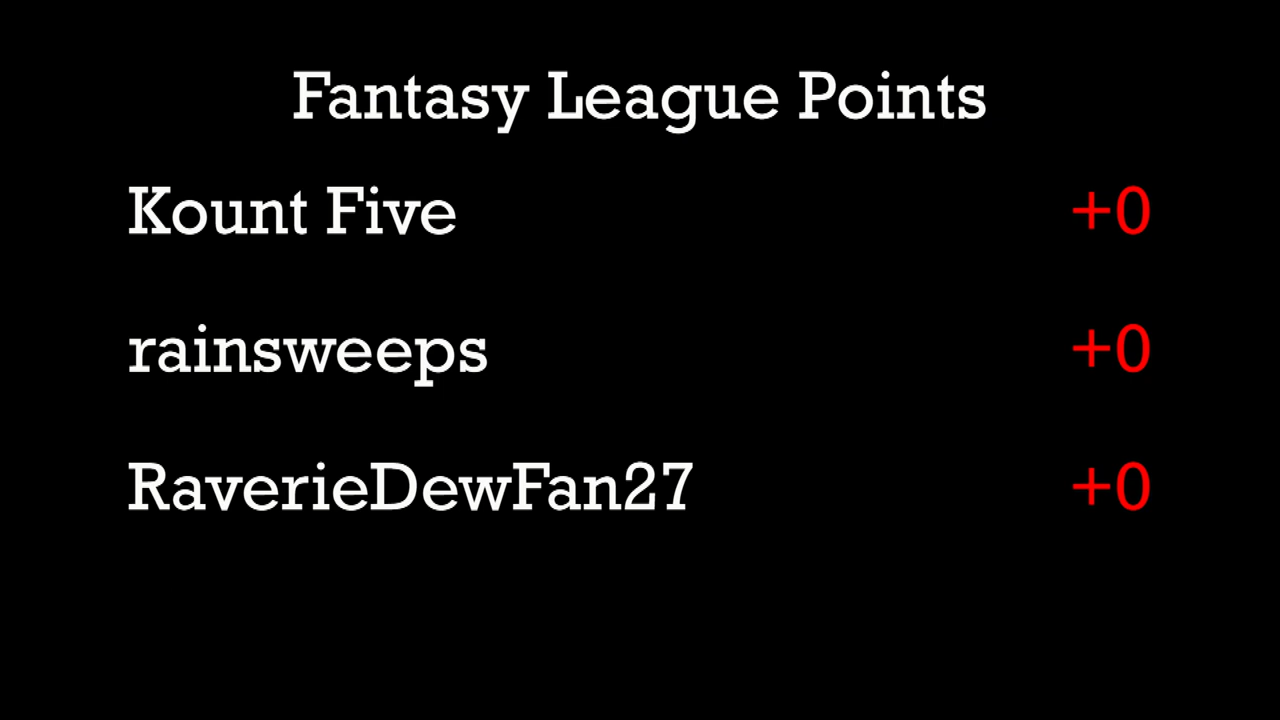 Fantasy League Points
Kount Five +0
rainsweeps +0
RaverieDewFan27 +0